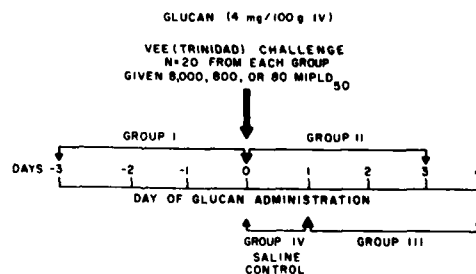 GLUCAN (4 mg/100 g IV)
VEE (TRINIDAD) CHALLENGE
N=20 FROM EACH GROUP
GIVEN 8,000, 800, OR 80 MIPLD50
GROUP I GROUP II
DAYS -3 -2 -1 0 1 2 3
DAY OF GLUCAN ADMINISTRATION
GROUP IV GROUP III
SALINE
CONTROL